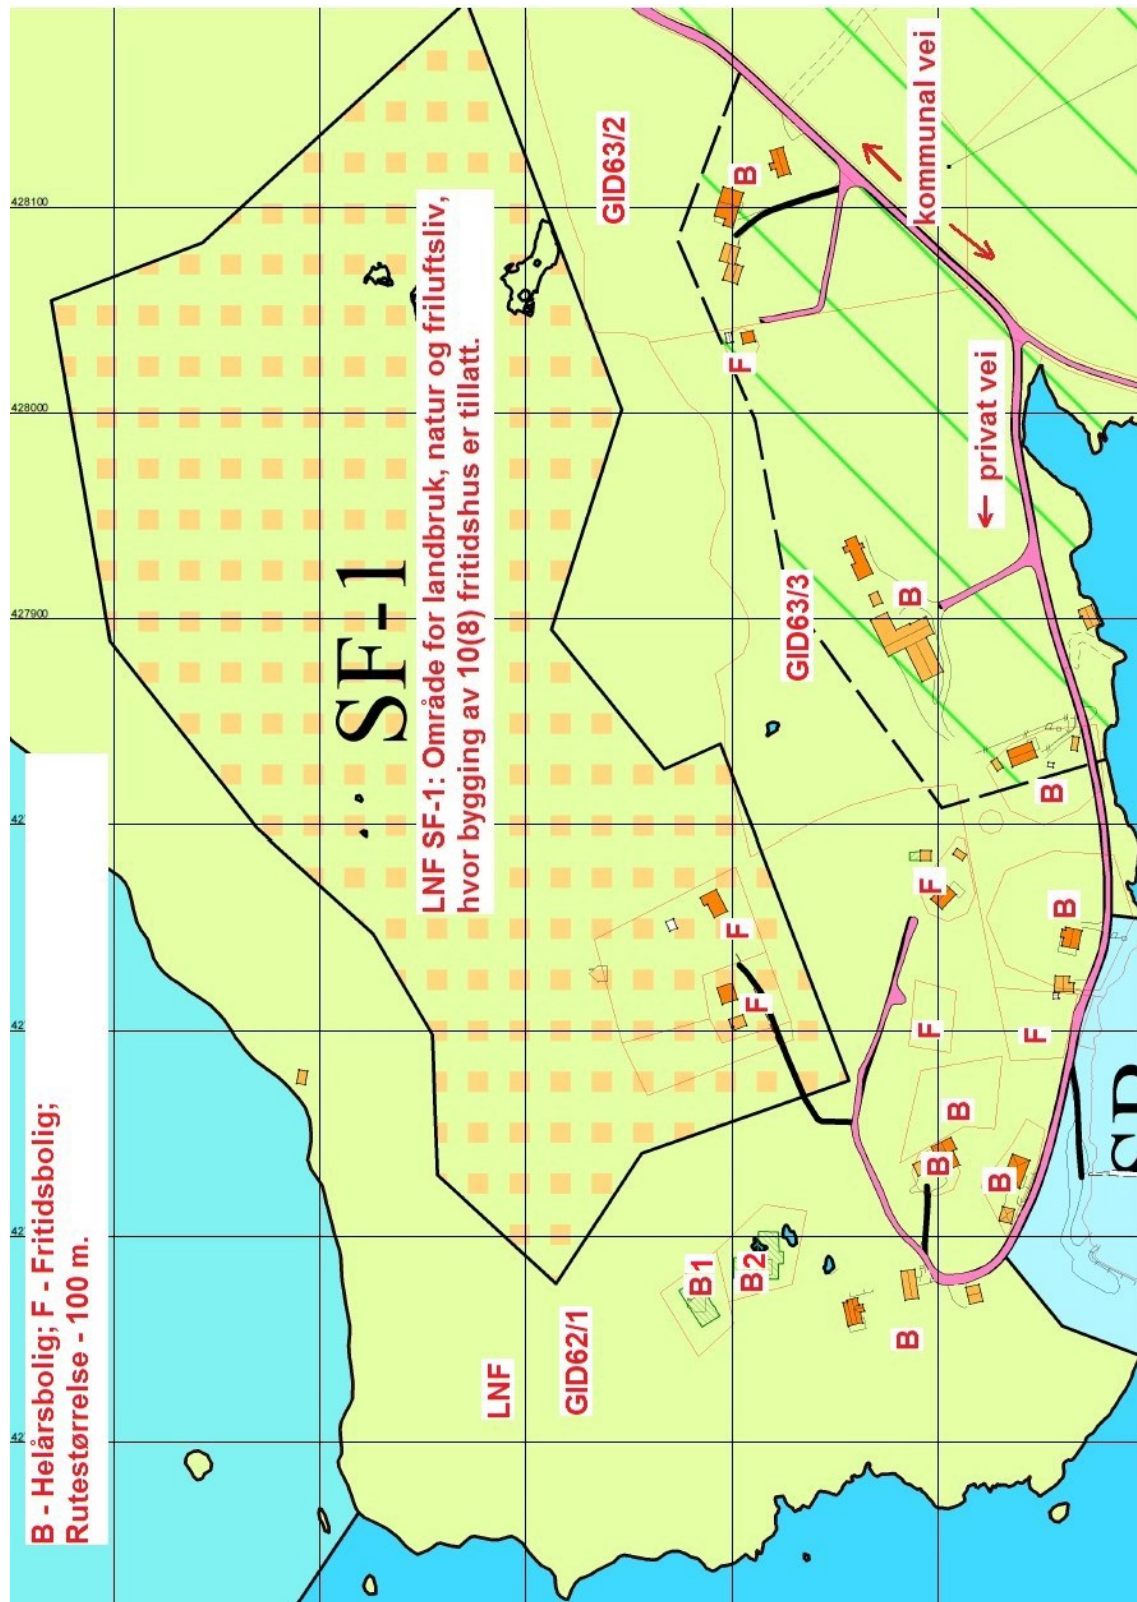 B - Helårsbolig; F - Fritidsbolig;
Rutestørrelse - 100 m.
SF-1
LNF SF-1: Område for landbruk, natur og friluftsliv,
hvor bygging av 10(8) fritidshus er tillatt.
LNF
GID62/1
GID63/2
GID63/3
kommunal vei
← privat vei
B1
B2
B
B
B
B
B
B
B
B
F
F
F
F
F
F
428100
428000
427900